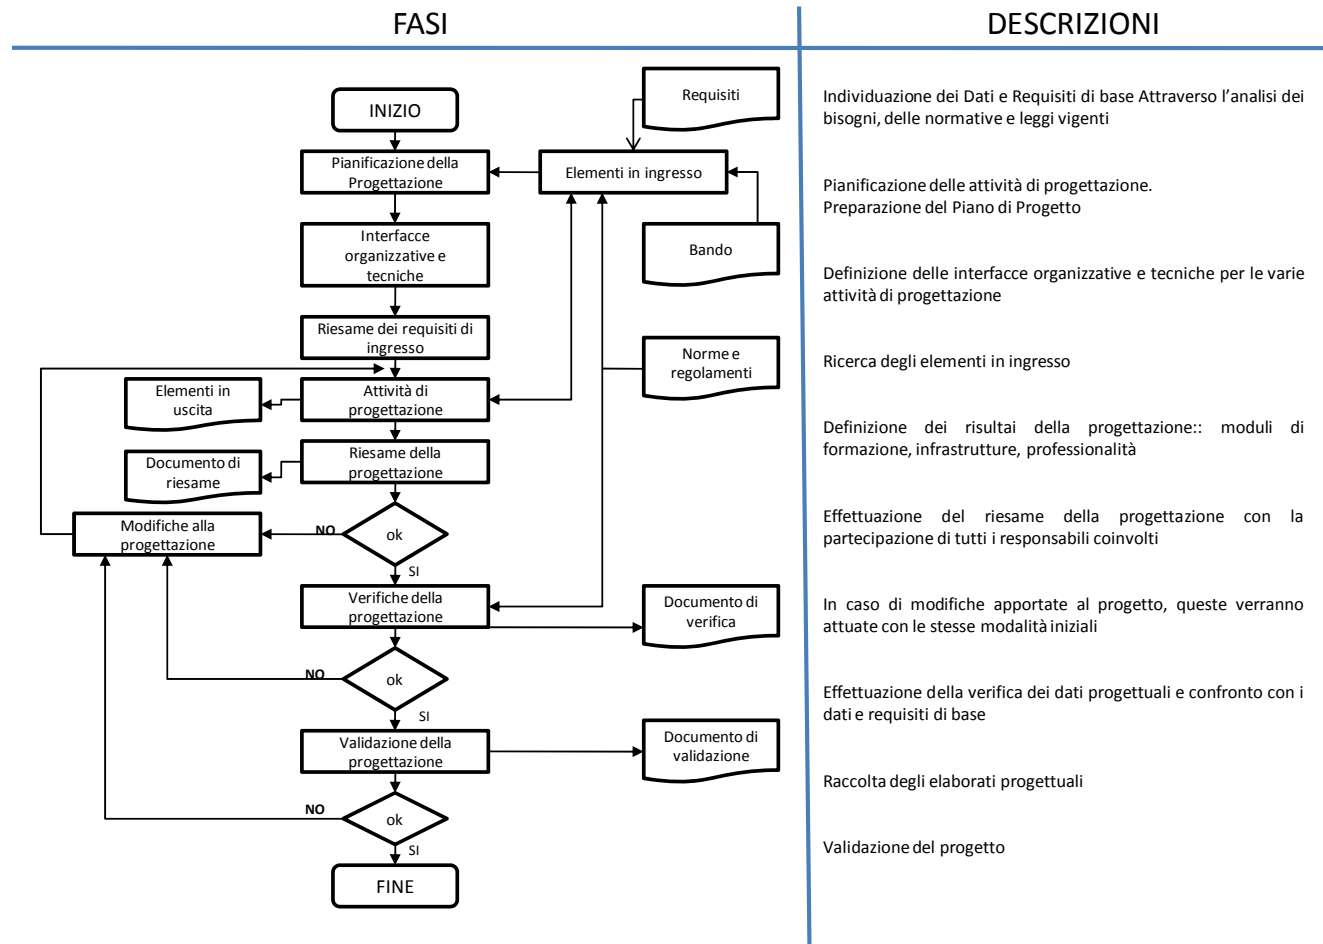 FASI
DESCRIZIONI
INIZIO
Requisiti
Pianificazione della
Progettazione
Elementi in ingresso
Interfacce
organizzative e
tecniche
Bando
Riesame dei requisiti di
ingresso
Norme e
regolamenti
Elementi in
uscita
Attività di
progettazione
Documento di
riesame
Riesame della
progettazione
Modifiche alla
progettazione
NO
ok
SI
Verifiche della
progettazione
Documento di
verifica
NO
ok
SI
Validazione della
progettazione
Documento di
validazione
NO
ok
SI
FINE
Individuazione dei Dati e Requisiti di base Attraverso l’analisi dei
bisogni, delle normative e leggi vigenti
Pianificazione delle attività di progettazione.
Preparazione del Piano di Progetto
Definizione delle interfacce organizzative e tecniche per le varie
attività di progettazione
Ricerca degli elementi in ingresso
Definizione dei risultai della progettazione:: moduli di
formazione, infrastrutture, professionalità
Effettuazione del riesame della progettazione con la
partecipazione di tutti i responsabili coinvolti
In caso di modifiche apportate al progetto, queste verranno
attuate con le stesse modalità iniziali
Effettuazione della verifica dei dati progettuali e confronto con i
dati e requisiti di base
Raccolta degli elaborati progettuali
Validazione del progetto